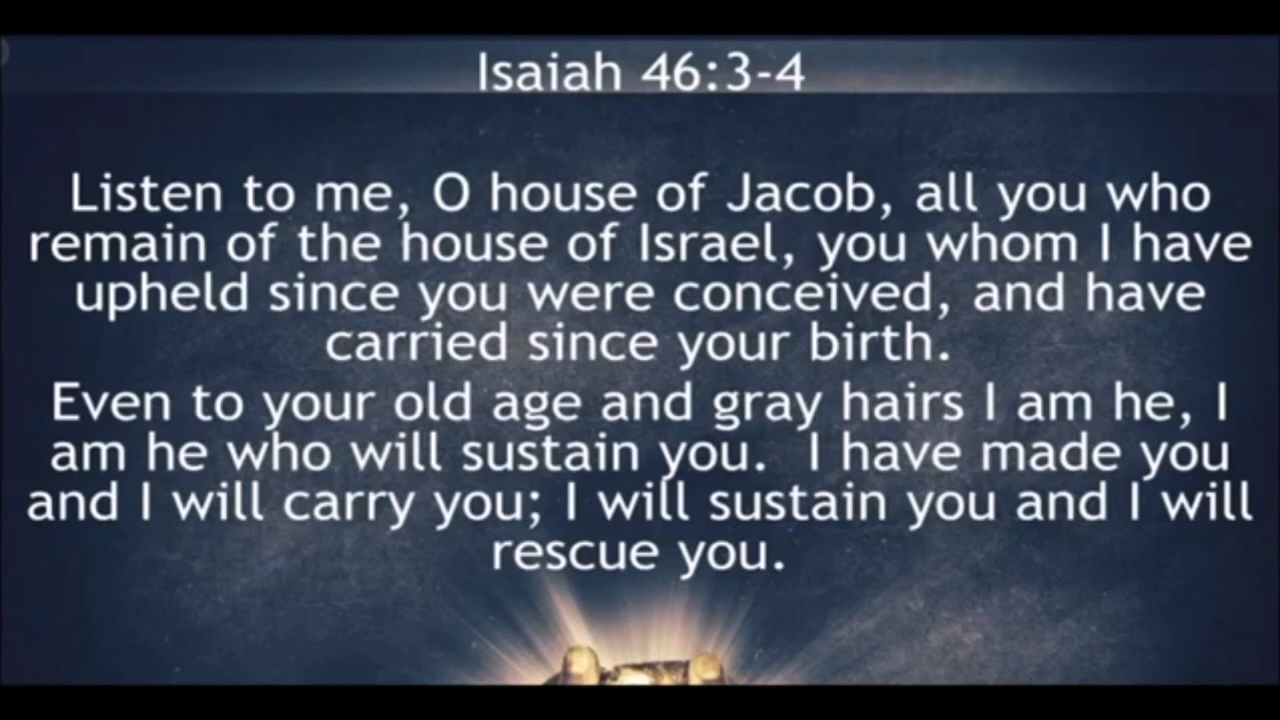 Isaiah 46:3-4
Listen to me, O house of Jacob, all you who
remain of the house of Israel, you whom I have
upheld since you were conceived, and have
carried since your birth.
Even to your old age and gray hairs I am he, I
am he who will sustain you.  I have made you
and I will carry you; I will sustain you and I will
rescue you.